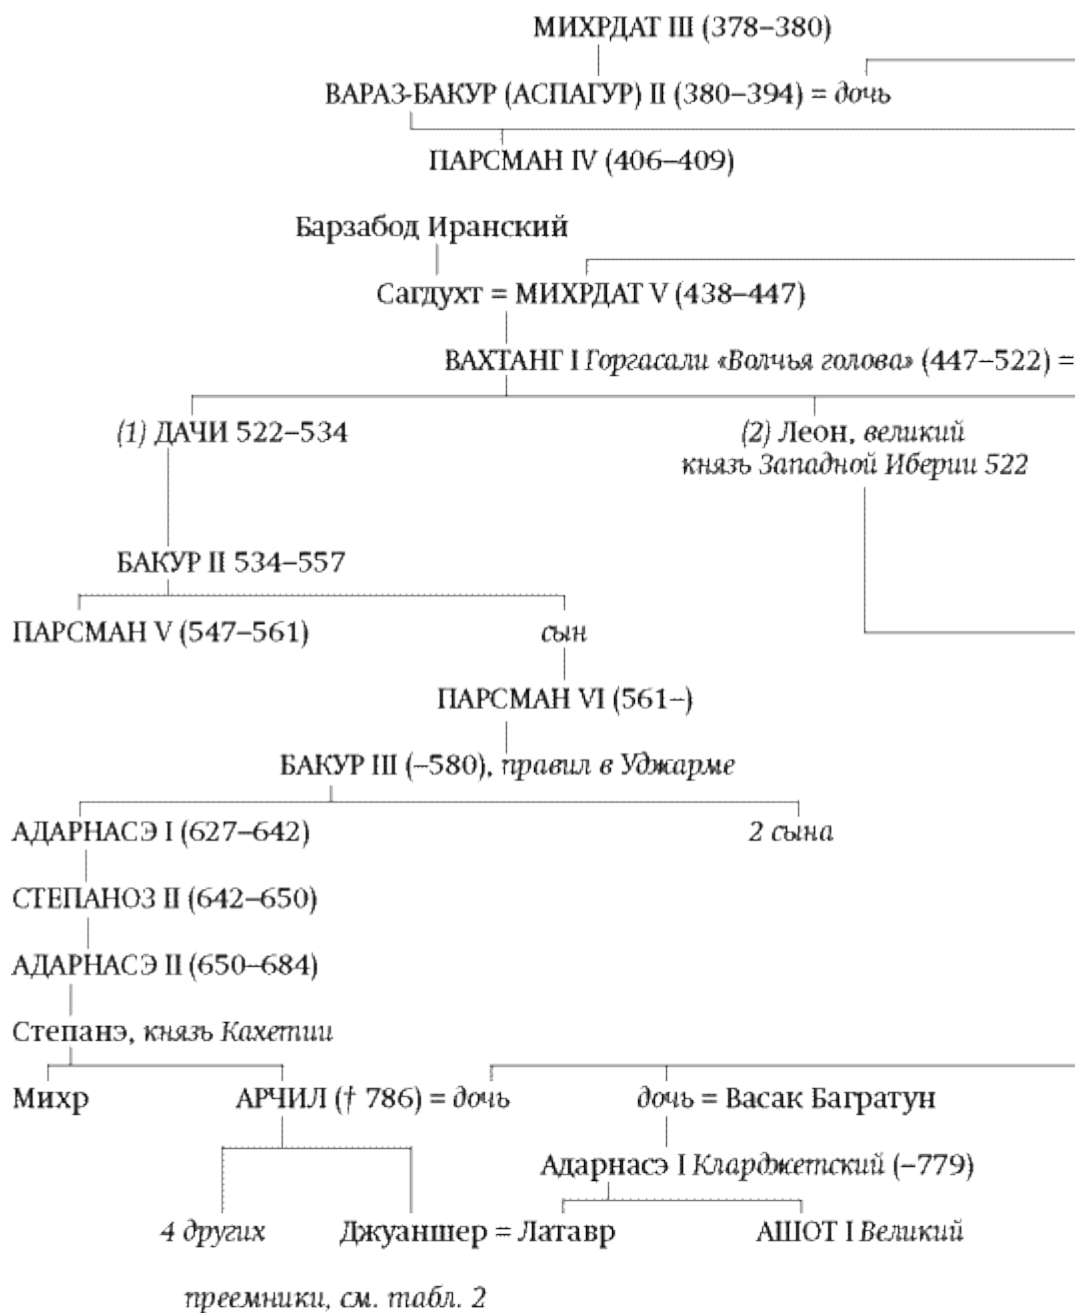 МИХРДАТ III (378–380)
ВАРАЗ-БАКУР (АСПАГУР) II (380–394) = дочь
ПАРСМАН IV (406–409)
Барзабод Иранский
Сагдухт = МИХРДАТ V (438–447)
ВАХТАНГ I Горгасали «Волчья голова» (447–522) =
(1) ДАЧИ 522–534
(2) Леон, великий
князь Западной Иберии 522
БАКУР II 534–557
ПАРСМАН V (547–561)
сын
ПАРСМАН VI (561–)
БАКУР III (–580), правил в Уджарме
АДАРНАСЭ I (627–642)
2 сына
СТЕПАНОЗ II (642–650)
АДАРНАСЭ II (650–684)
Степанэ, князь Кахетии
Михр
АРЧИЛ († 786) = дочь
дочь = Васак Багратун
Адарнасэ I Кларджетский (–779)
4 других
Джуаншер = Латавр
АШОТ I Великий
преемники, см. табл. 2